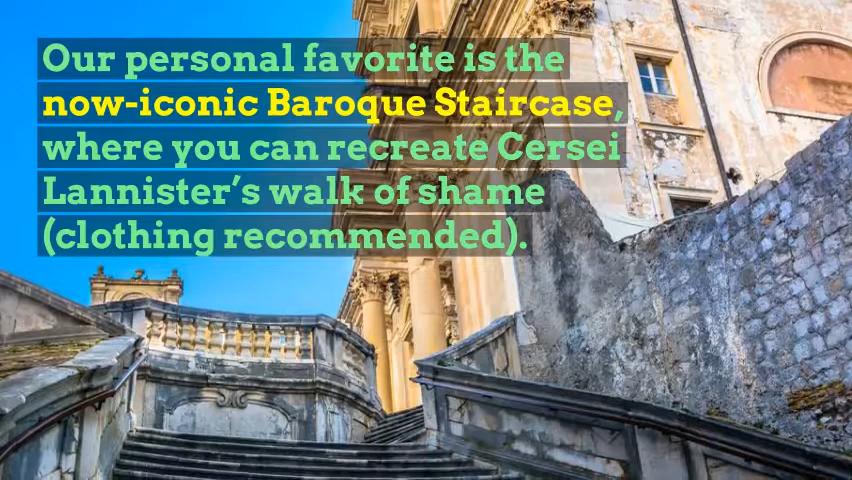 Our personal favorite is the
now-iconic Baroque Staircase,
where you can recreate Cersei
Lannister’s walk of shame
(clothing recommended).